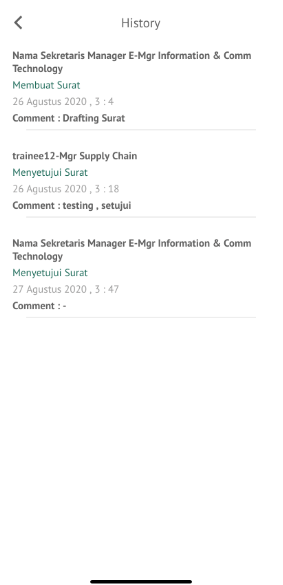 History
Nama Sekretaris Manager E-Mgr Information & Comm
Technology
Membuat Surat
26 Agustus 2020 , 3 : 4
Comment : Drafting Surat
trainee12-Mgr Supply Chain
Menyetujui Surat
26 Agustus 2020 , 3 : 18
Comment : testing , setujui
Nama Sekretaris Manager E-Mgr Information & Comm
Technology
Menyetujui Surat
27 Agustus 2020 , 3 : 47
Comment : -